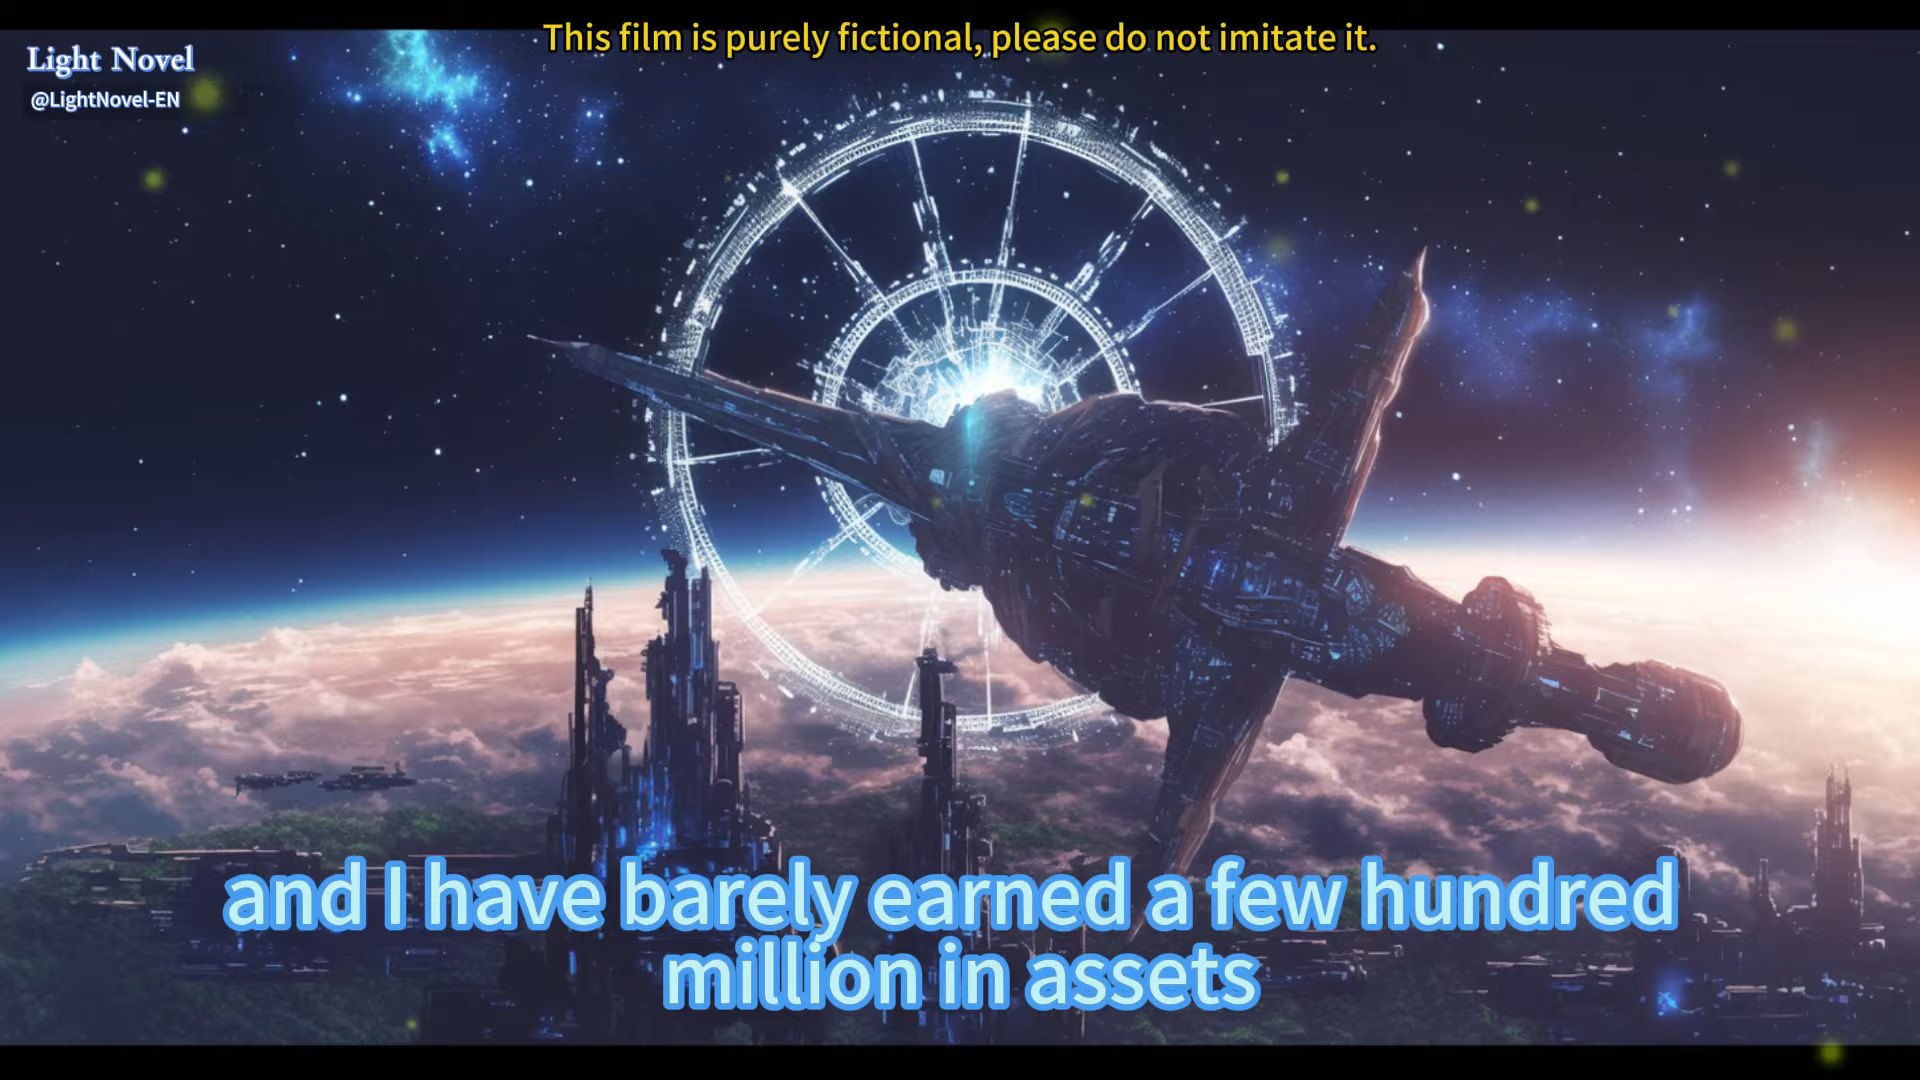 This film is purely fictional, please do not imitate it.
Light Novel
@LightNovel-EN
and I have barely earned a few hundred
million in assets